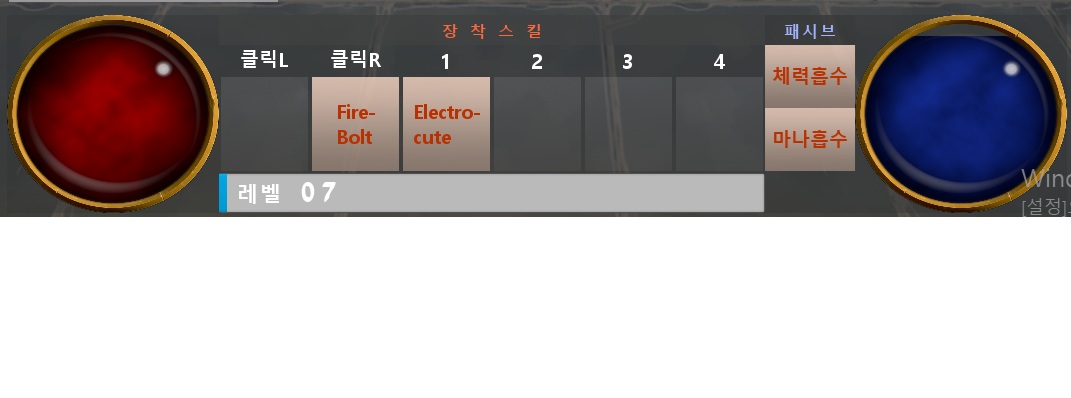 장 착 스 킬
패시브
클릭L 클릭R 1 2 3 4
Fire-
Bolt
Electro-
cute
체력흡수
마나흡수
레벨 07
[설정]